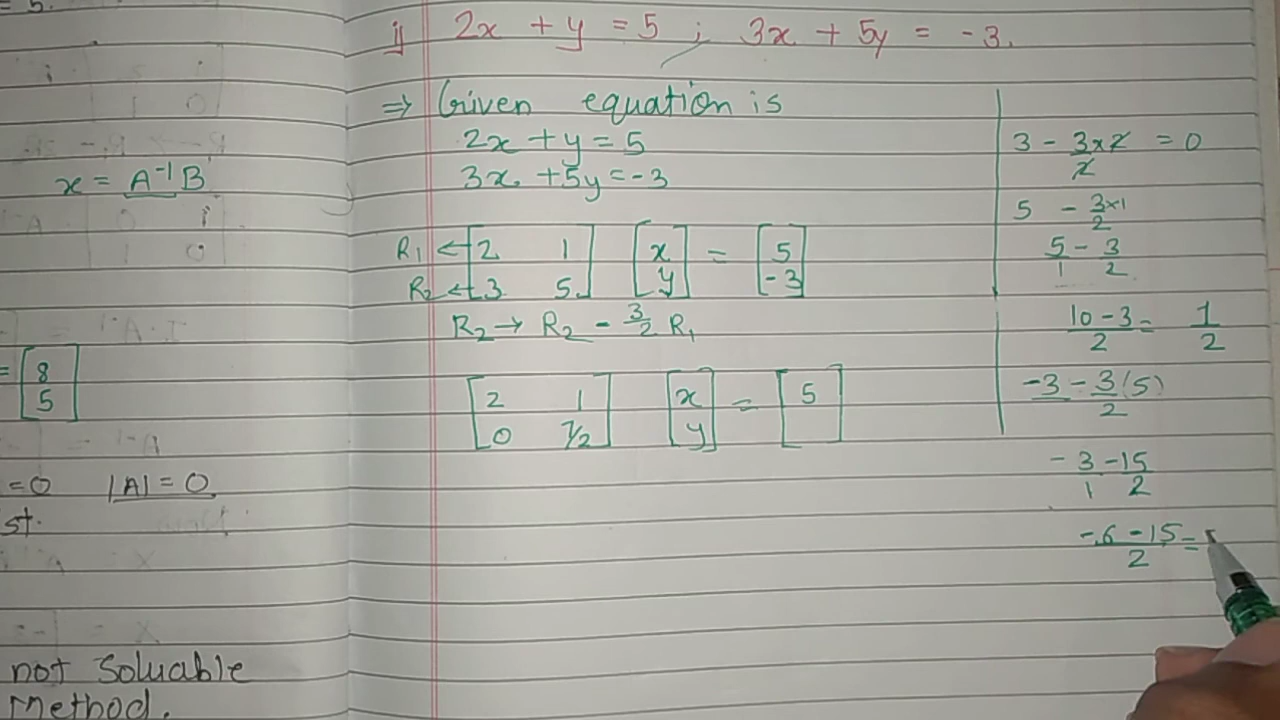 = 5.
x = A⁻¹ B
= [8
5]
= 0 |A| = 0
st.
not Soluable
Method.
i) 2x + y = 5 ; 3x + 5y = -3.
⇒ Given equation is
2x + y = 5
3x + 5y = -3
R₁ ← [2 1] [x] = [5]
R₂ ← [3 5] [y] [-3]
R₂ → R₂ - 3/2 R₁
[2 1] [x] = [5]
[0 7/2] [y] [ ]
3 - 3×2/2 = 0
5 - 3×1/2
5/1 - 3/2
10 - 3/2 = 1/2
-3 - 3/2 (5)
-3/1 - 15/2
-6 - 15/2 =